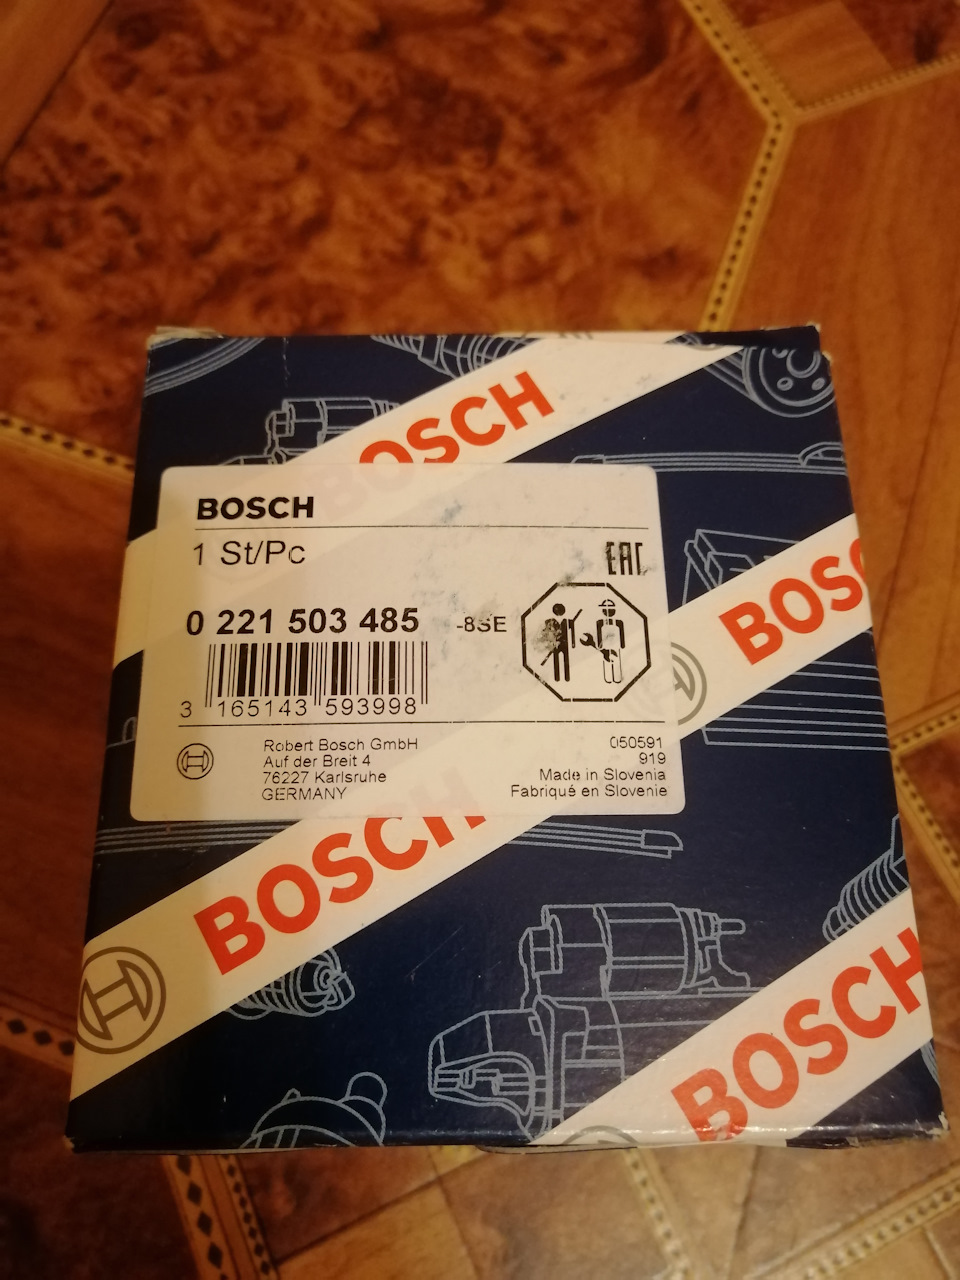 BOSCH
BOSCH
1 St/Pc
EAC
0 221 503 485 -8SE
3 165143 593998
BOSC
Robert Bosch GmbH
Auf der Breit 4
76227 Karlsruhe
GERMANY
050591
919
Made in Slovenia
Fabriqué en Slovenie
BOSCH
BOSCH